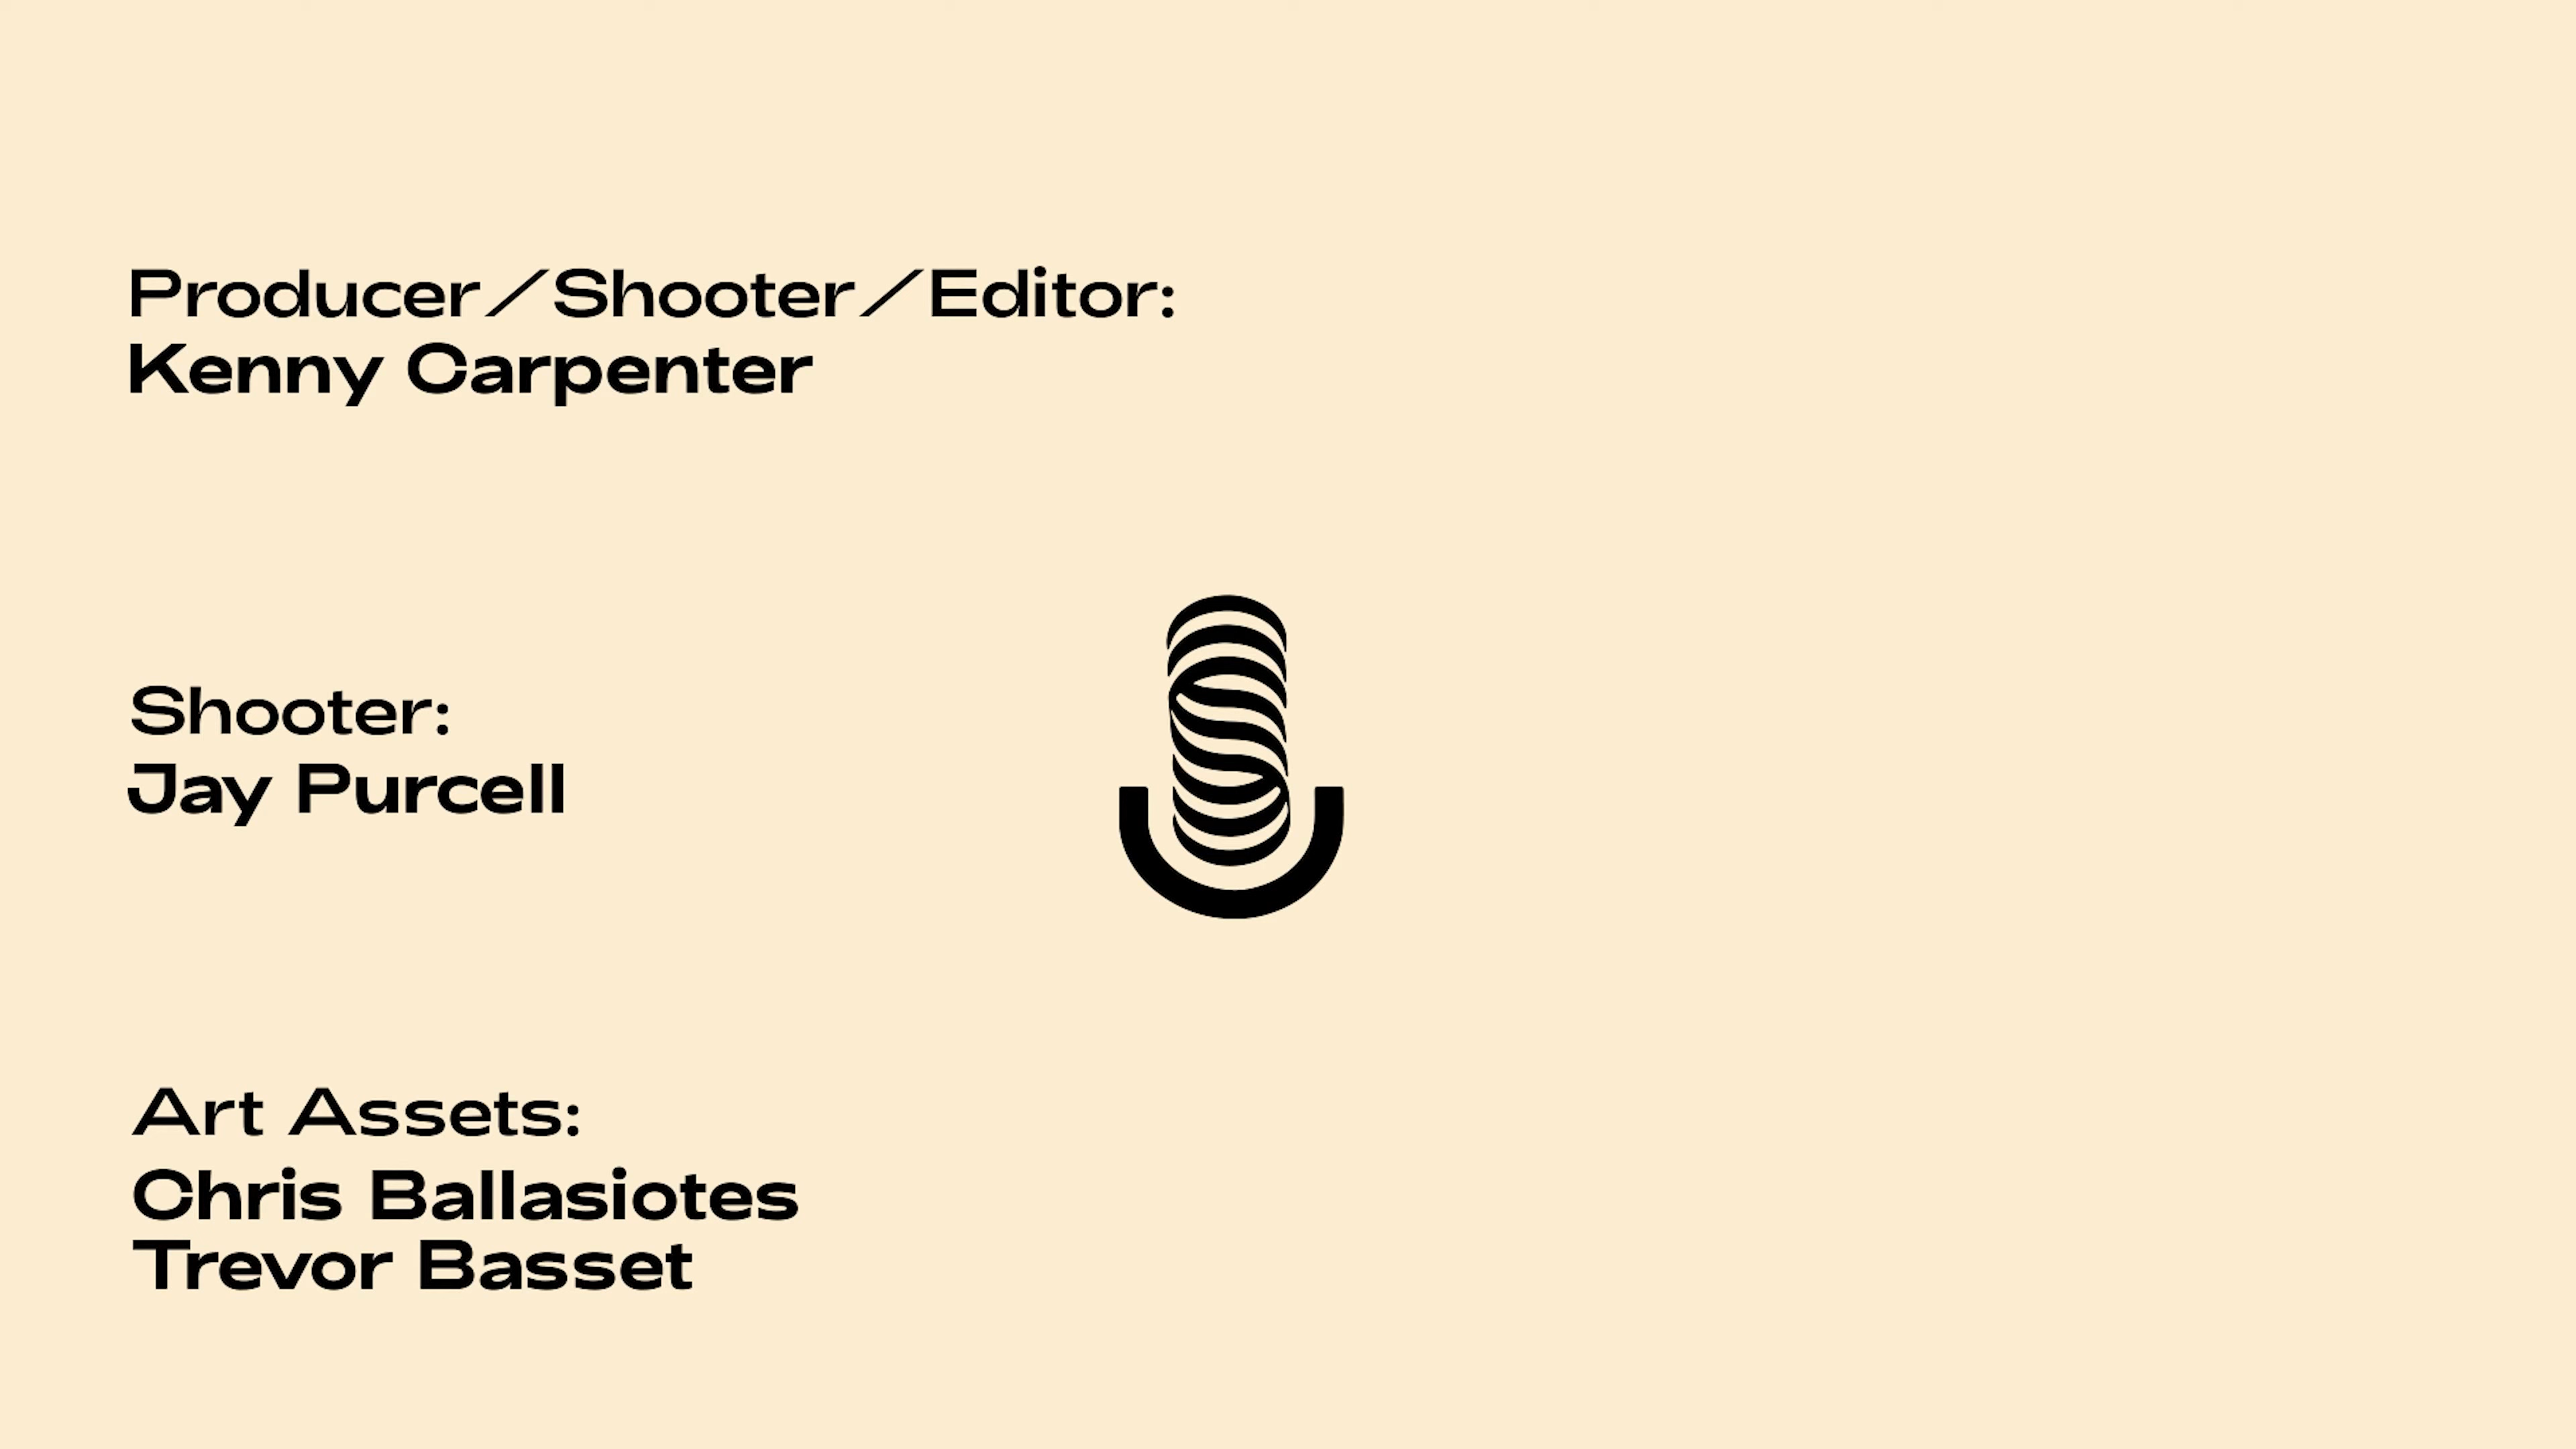 Producer/Shooter/Editor:
Kenny Carpenter
Shooter:
Jay Purcell
Art Assets:
Chris Ballasiotes
Trevor Basset